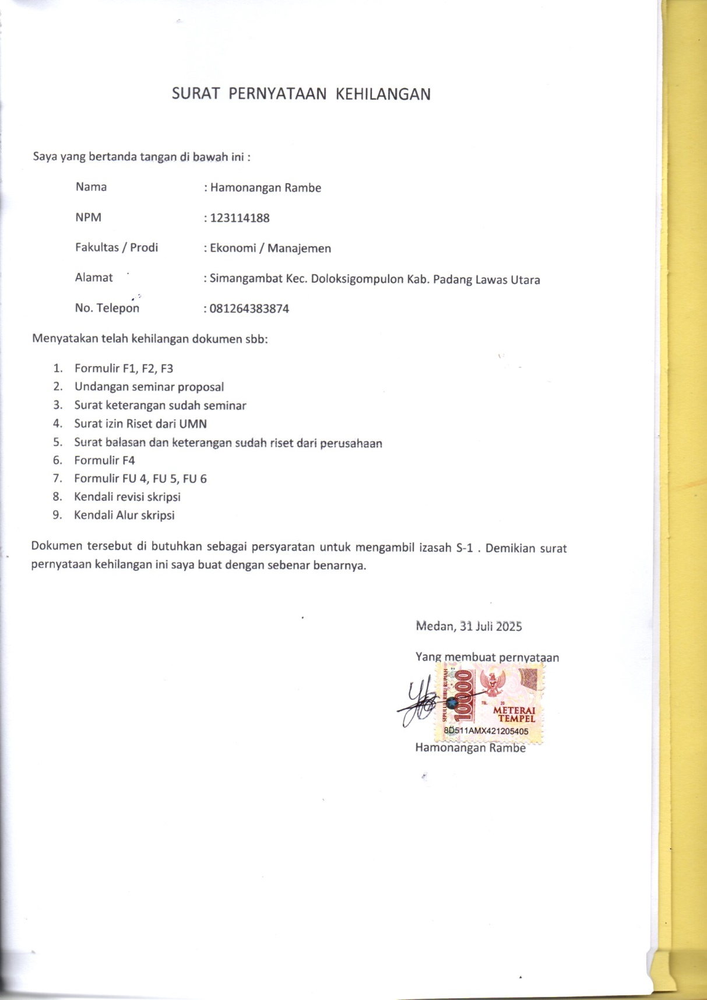 SURAT PERNYATAAN KEHILANGAN
Saya yang bertanda tangan di bawah ini :
Nama : Hamonangan Rambe
NPM : 123114188
Fakultas / Prodi : Ekonomi / Manajemen
Alamat : Simangambat Kec. Doloksigompulon Kab. Padang Lawas Utara
No. Telepon : 081264383874
Menyatakan telah kehilangan dokumen sbb:
1. Formulir F1, F2, F3
2. Undangan seminar proposal
3. Surat keterangan sudah seminar
4. Surat izin Riset dari UMN
5. Surat balasan dan keterangan sudah riset dari perusahaan
6. Formulir F4
7. Formulir FU 4, FU 5, FU 6
8. Kendali revisi skripsi
9. Kendali Alur skripsi
Dokumen tersebut di butuhkan sebagai persyaratan untuk mengambil izasah S-1 . Demikian surat
pernyataan kehilangan ini saya buat dengan sebenar benarnya.
Medan, 31 Juli 2025
Yang membuat pernyataan
SEPULUH RIBU RUPIAH
10000
TGL. 20
METERAI
TEMPEL
8D511AMX421205405
Hamonangan Rambe